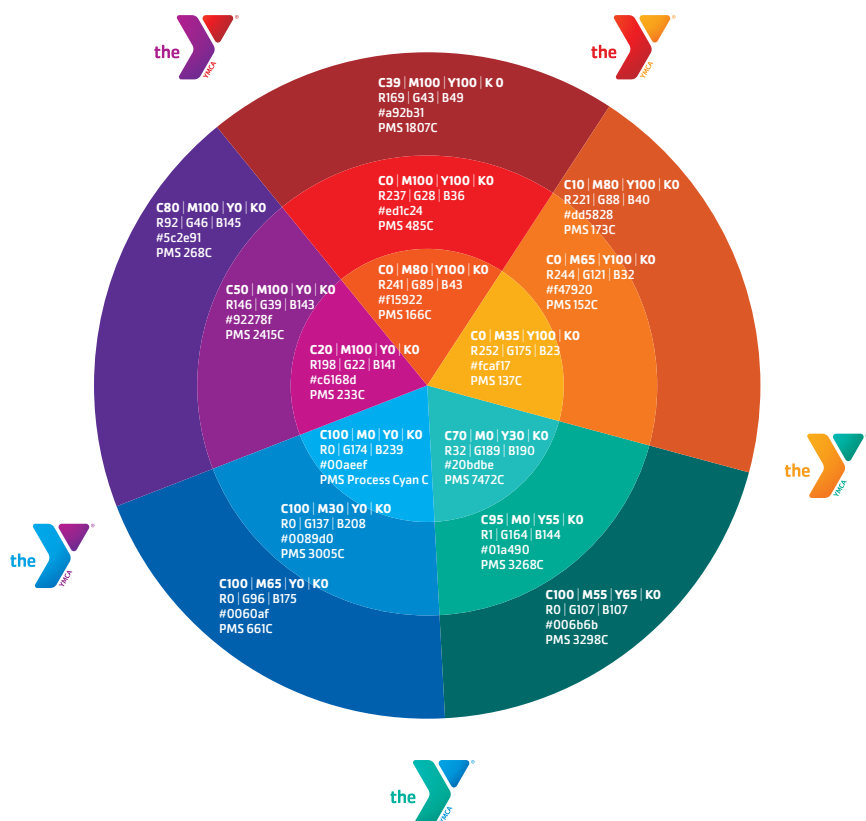 the
YMCA
®
the
YMCA
®
C39 | M100 | Y100 | K 0
R169 | G43 | B49
#a92b31
PMS 1807C
C0 | M100 | Y100 | K0
R237 | G28 | B36
#ed1c24
PMS 485C
C0 | M80 | Y100 | K0
R241 | G89 | B43
#f15922
PMS 166C
C10 | M80 | Y100 | K0
R221 | G88 | B40
#dd5828
PMS 173C
C0 | M65 | Y100 | K0
R244 | G121 | B32
#f47920
PMS 152C
C0 | M35 | Y100 | K0
R252 | G175 | B23
#fcaf17
PMS 137C
C80 | M100 | Y0 | K0
R92 | G46 | B145
#5c2e91
PMS 268C
C50 | M100 | Y0 | K0
R146 | G39 | B143
#92278f
PMS 2415C
C20 | M100 | Y0 | K0
R198 | G22 | B141
#c6168d
PMS 233C
C100 | M0 | Y0 | K0
R0 | G174 | B239
#00aeef
PMS Process Cyan C
C100 | M30 | Y0 | K0
R0 | G137 | B208
#0089d0
PMS 3005C
C100 | M65 | Y0 | K0
R0 | G96 | B175
#0060af
PMS 661C
C70 | M0 | Y30 | K0
R32 | G189 | B190
#20bdbe
PMS 7472C
C95 | M0 | Y55 | K0
R1 | G164 | B144
#01a490
PMS 3268C
C100 | M55 | Y65 | K0
R0 | G107 | B107
#006b6b
PMS 3298C
the
YMCA
®
the
YMCA
®
the
YMCA
®